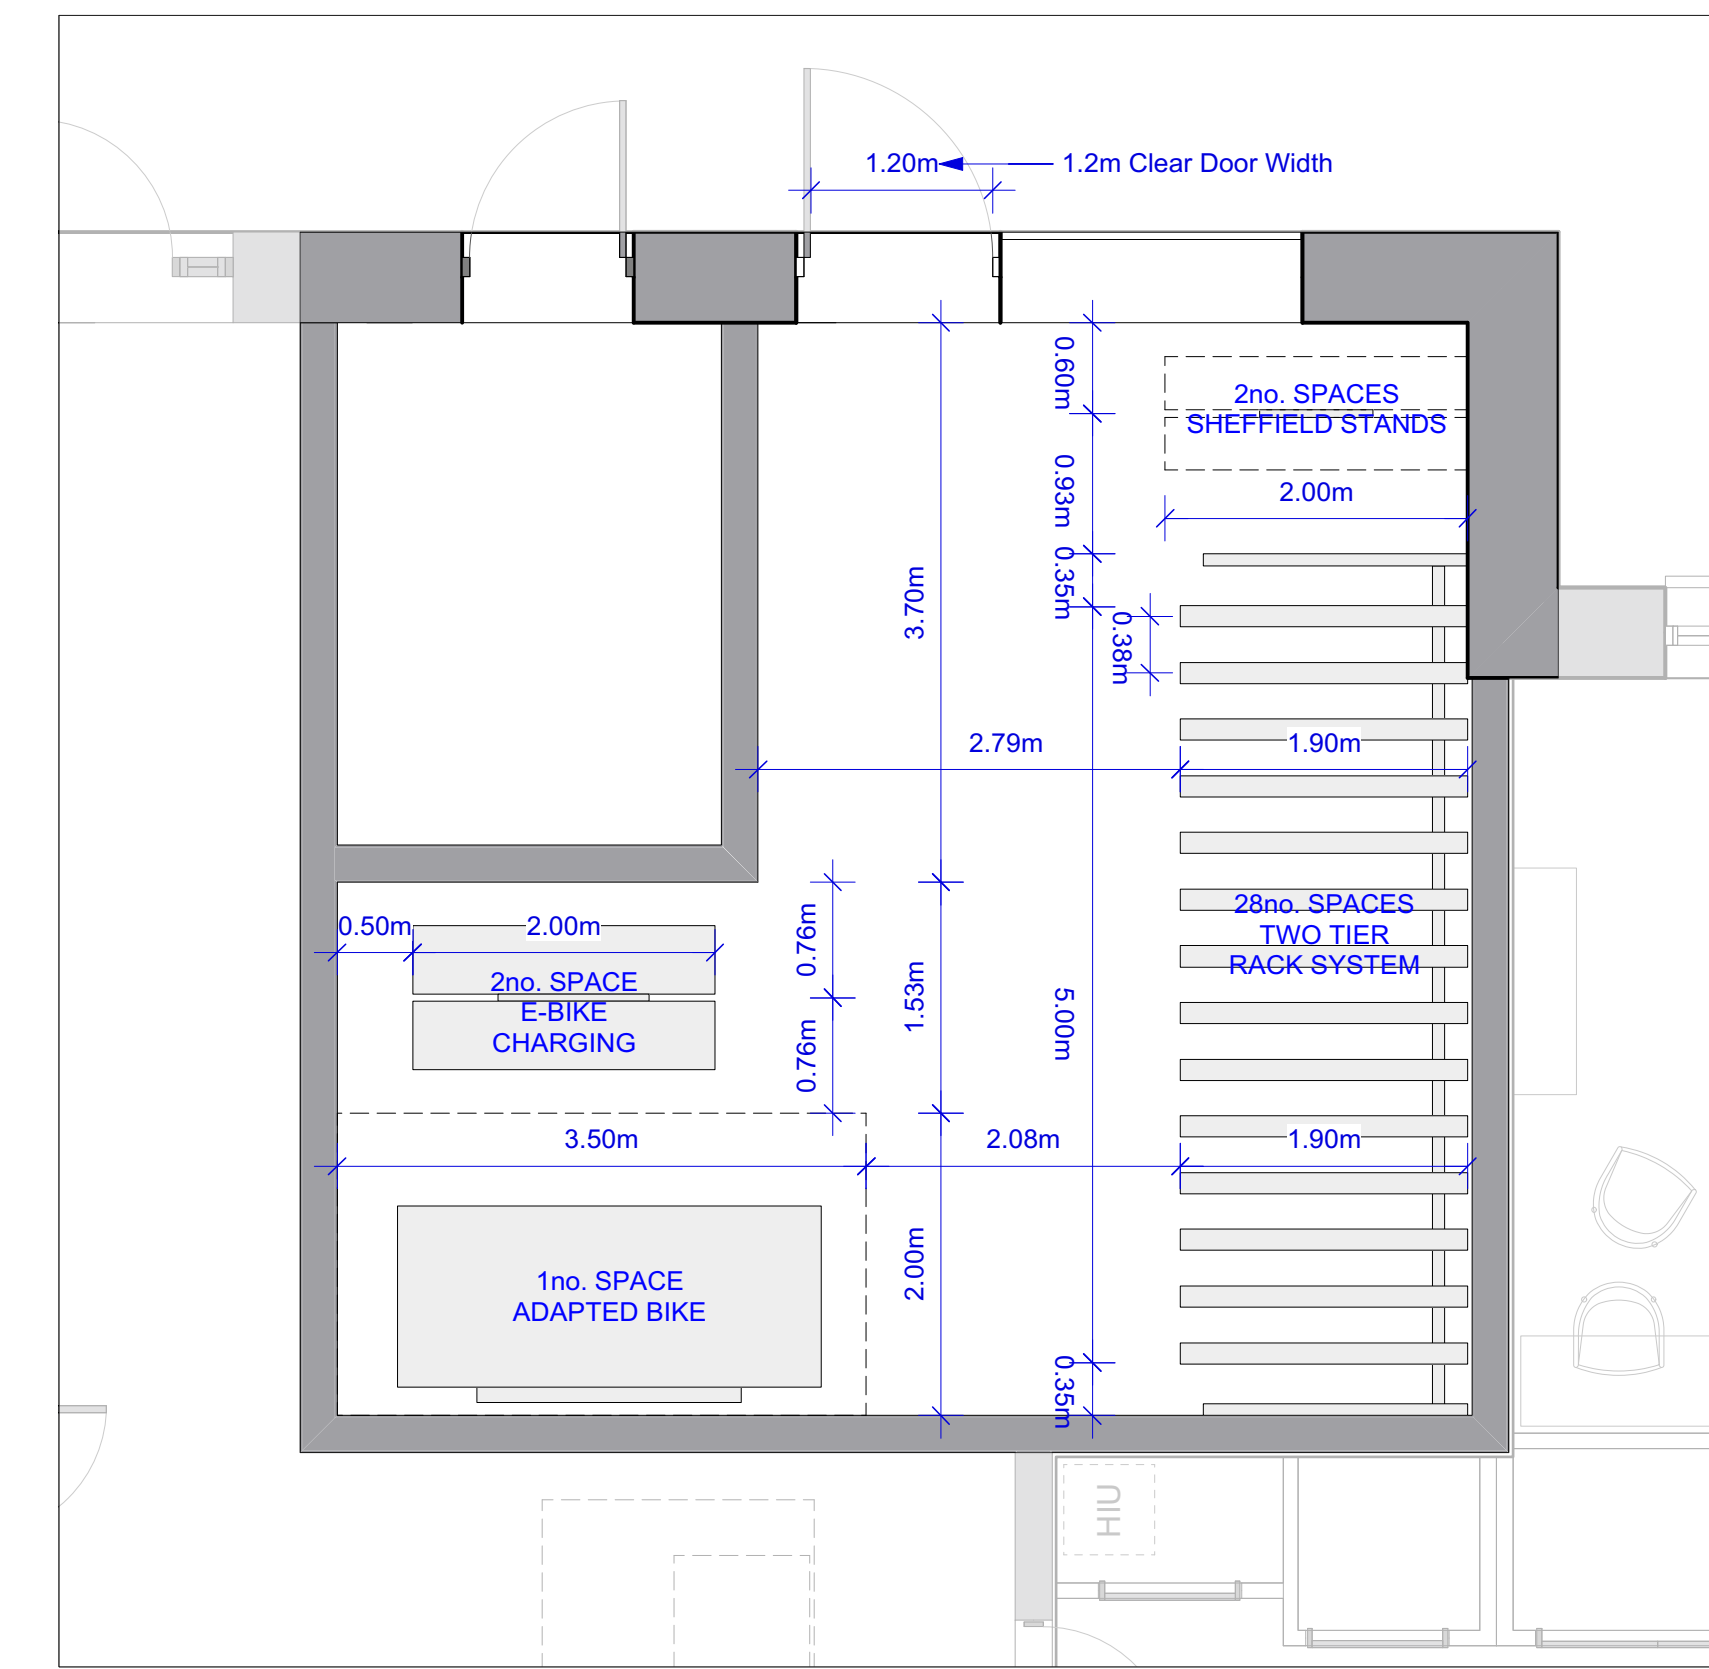 1.20m
1.2m Clear Door Width
0.60m
2no. SPACES
SHEFFIELD STANDS
0.93m
2.00m
0.35m
3.70m
0.38m
2.79m
1.90m
28no. SPACES
TWO TIER
RACK SYSTEM
0.50m
2.00m
0.76m
2no. SPACE
E-BIKE
CHARGING
1.53m
5.00m
0.76m
3.50m
2.08m
1.90m
2.00m
1no. SPACE
ADAPTED BIKE
0.35m
HIU